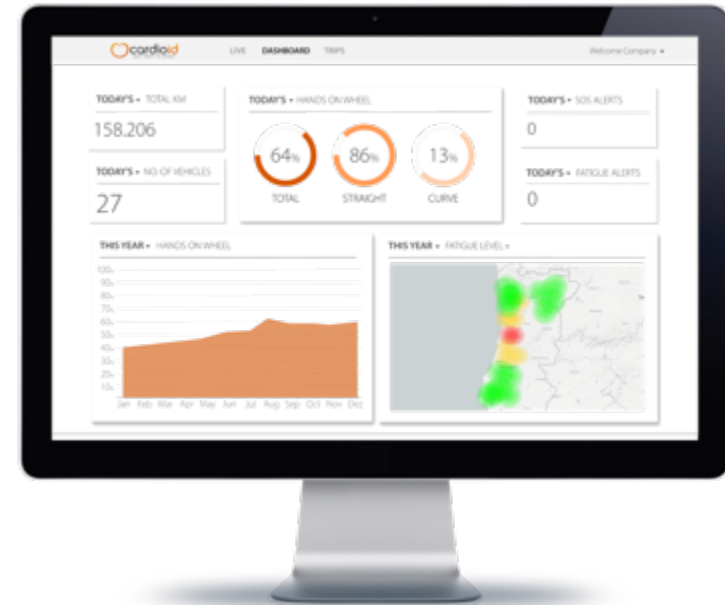 cardioid
LIVE DASHBOARD TRIPS
Welcome Company
TODAY'S TOTAL KM
158.206
TODAY'S NO. OF VEHICLES
27
TODAY'S HANDS ON WHEEL
64%
TOTAL
86%
STRAIGHT
13%
CURVE
TODAY'S SOS ALERTS
0
TODAY'S FATIGUE ALERTS
0
THIS YEAR HANDS ON WHEEL
100%
90%
80%
70%
60%
50%
40%
30%
20%
10%
Jan Feb Mar Apr May Jun Jul Aug Sep Oct Nov Dez
THIS YEAR FATIGUE LEVEL